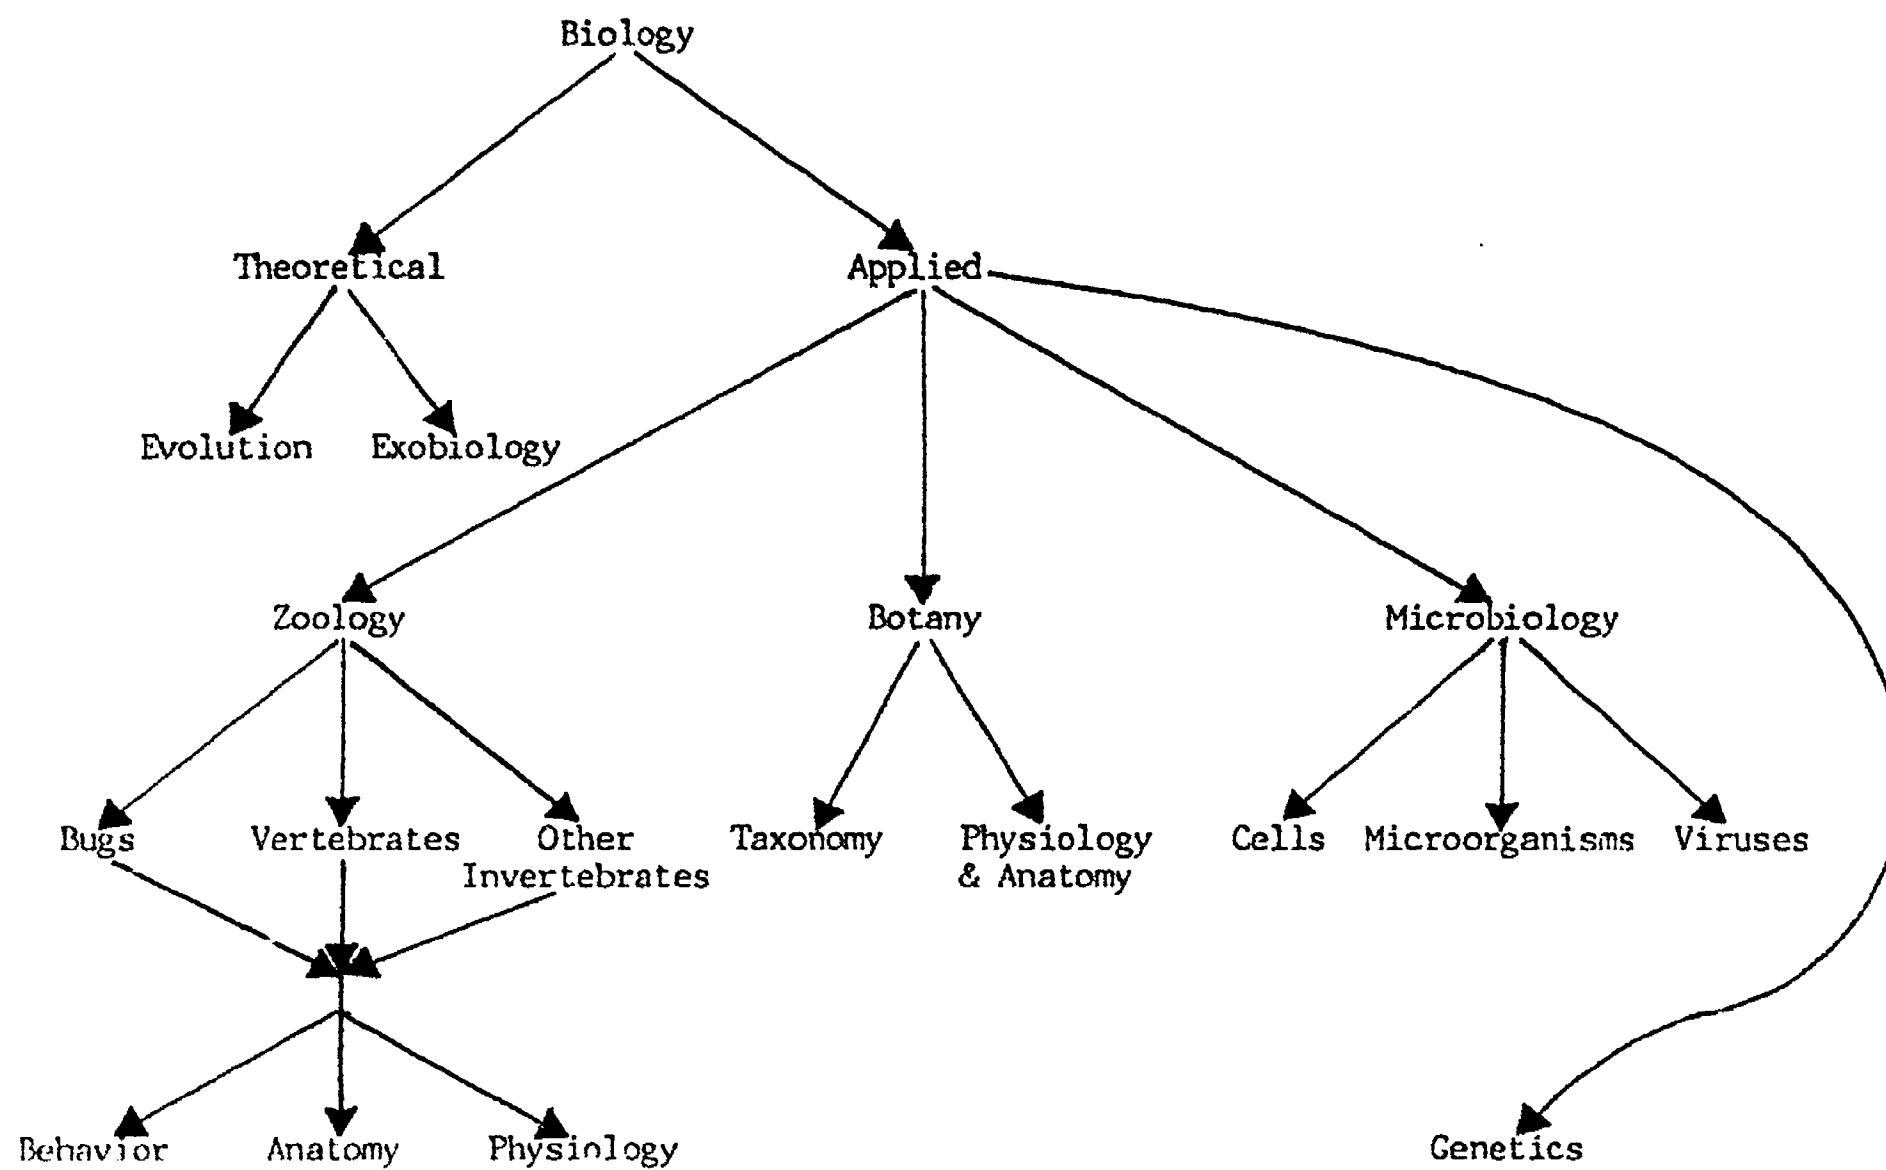 Biology
Theoretical
Applied
Evolution
Exobiology
Zoology
Botany
Microbiology
Bugs
Vertebrates
Other
Invertebrates
Taxonomy
Physiology
& Anatomy
Cells
Microorganisms
Viruses
Behavior
Anatomy
Physiology
Genetics